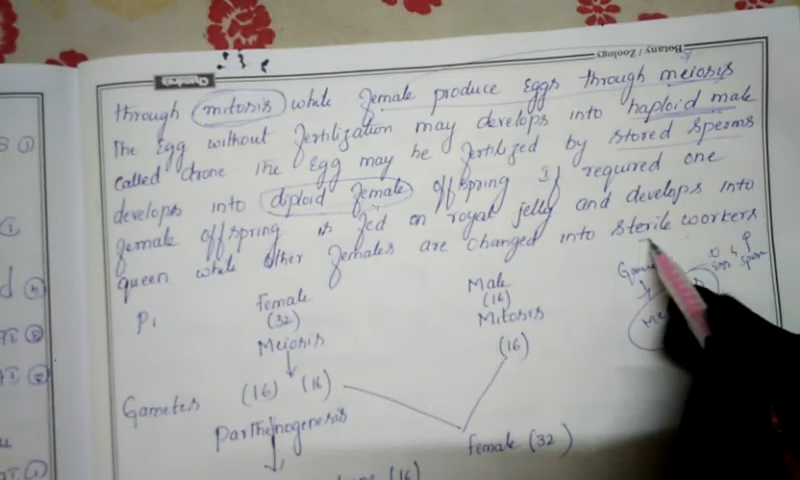 Botany / Zoology
through mitosis while female produce eggs through meiosis
The Egg without fertilization may develops into haploid male
called drone The Egg may be fertilized by stored sperms
develops into diploid female offspring If required one
female offspring is fed on royal jelly and develops into
queen while other females are changed into sterile workers
P1 Female Male
(32) (16)
Meiosis Mitosis
(16)
Gametes (16) (16)
Parthenogenesis
female (32)
(16)